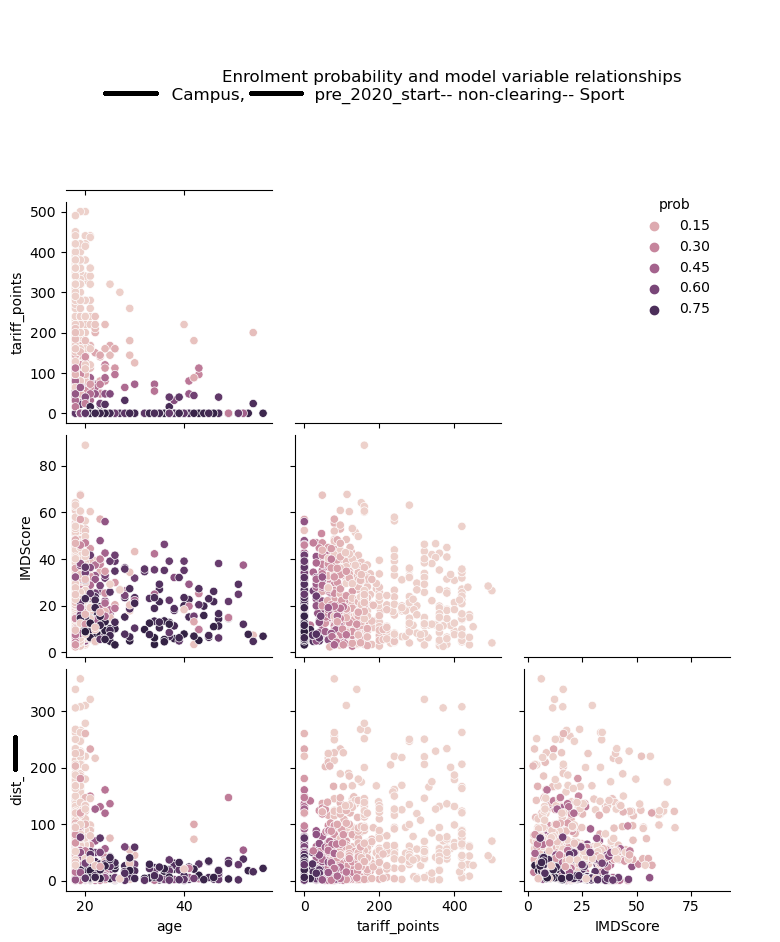 Enrolment probability and model variable relationships
Campus, pre_2020_start-- non-clearing-- Sport
prob
0.15
0.30
0.45
0.60
0.75
tariff_points
500
400
300
200
100
0
IMDScore
80
60
40
20
0
dist_
300
200
100
0
20 40
age
0 200 400
tariff_points
0 25 50 75
IMDScore